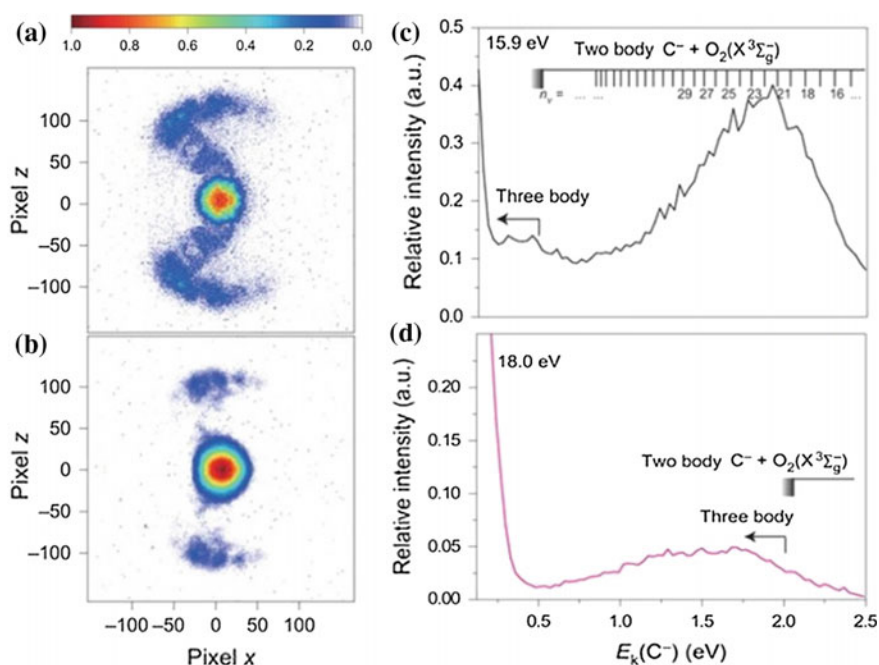 (a)
1.0 0.8 0.6 0.4 0.2 0.0
Pixel z
100
50
0
−50
−100
(b)
Pixel z
100
50
0
−50
−100
−100 −50 0 50 100
Pixel x
(c)
Relative intensity (a.u.)
0.5
0.4
0.3
0.2
0.1
0.0
15.9 eV
Two body C⁻ + O₂(X³Σg⁻)
nᵥ = ... ... 29 27 25 23 21 18 16 ...
Three body
(d)
Relative intensity (a.u.)
0.20
0.15
0.10
0.05
0.0
18.0 eV
Two body C⁻ + O₂(X³Σg⁻)
Three body
0.5 1.0 1.5 2.0 2.5
Eₖ(C⁻) (eV)